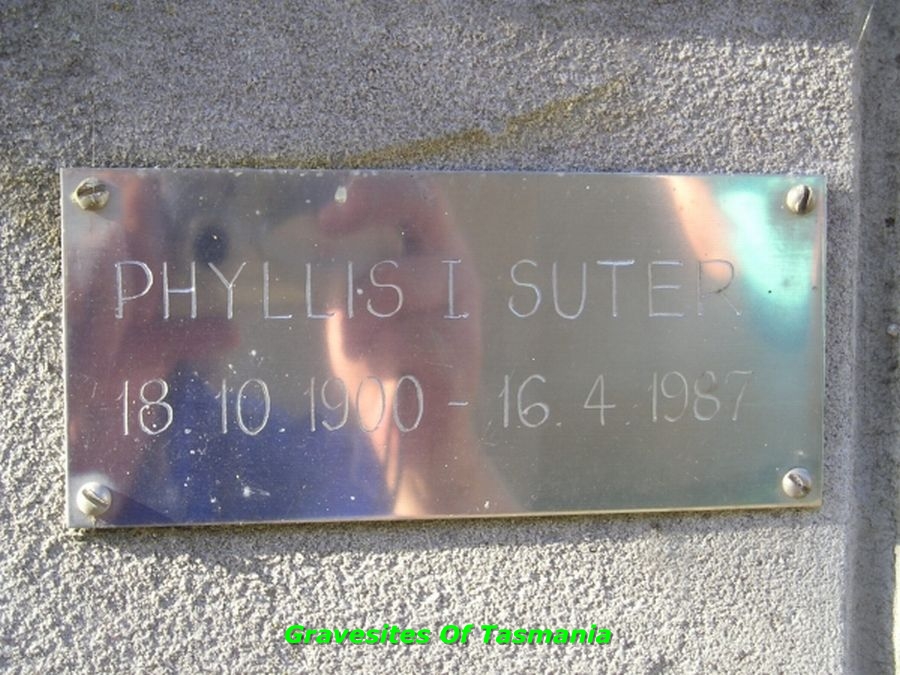 PHYLLIS I. SUTER
18. 10 1900 - 16. 4. 1987
Gravesites Of Tasmania